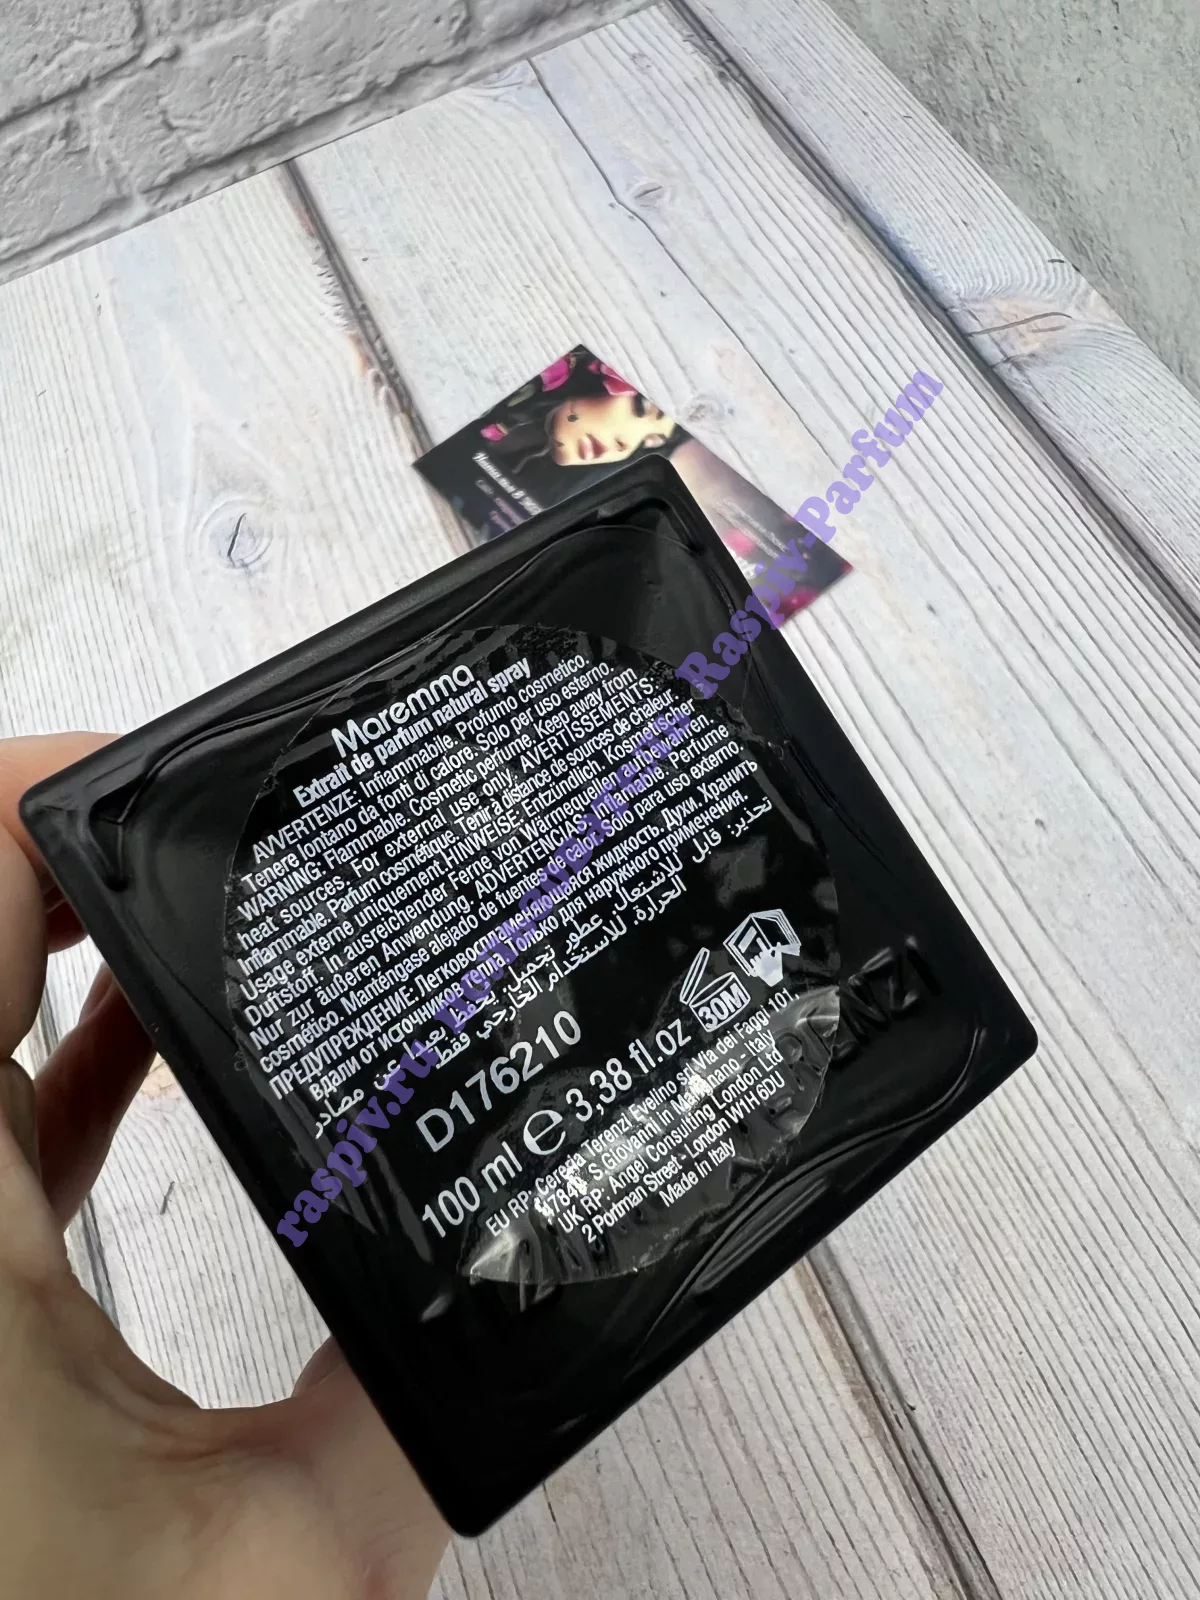 Maremma
Extrait de parfum natural spray
AVVERTENZE: Infiammabile. Profumo cosmetico.
Tenere lontano da fonti di calore. Solo per uso esterno.
WARNING: Flammable. Cosmetic perfume. Keep away from
heat sources. For external use only. AVERTISSEMENTS:
Inflammable. Parfum cosmétique. Tenir à distance de sources de chaleur.
Usage externe uniquement.HINWEISE: Entzündlich. Kosmetischer
Duftstoff. In ausreichender Ferne von Wärmequellen aufbewahren.
Nur zur äußeren Anwendung. ADVERTENCIAS: Inflamable. Perfume
cosmético. Manténgase alejado de fuentes de calor. Solo para uso externo.
ПРЕДУПРЕЖДЕНИЕ. Легковоспламеняющаяся жидкость. Духи. Хранить
вдали от источников тепла. Только для наружного применения.
تحذير: قابل للاشتعال. عطور تجميل. يحفظ بعيدا عن مصادر
الحرارة. للاستخدام الخارجي فقط
D176210
100 ml e 3,38 fl.oz
30M
EU RP: Cereria Terenzi Evelino srl Via dei Faggi 101,
S.Giovanni in Marignano - Italy
UK RP: Angel Consulting London Ltd
2 Portman Street - London W1H 6DU
Made in Italy
TERENZI
raspiv.ru
Raspiv-Parfum